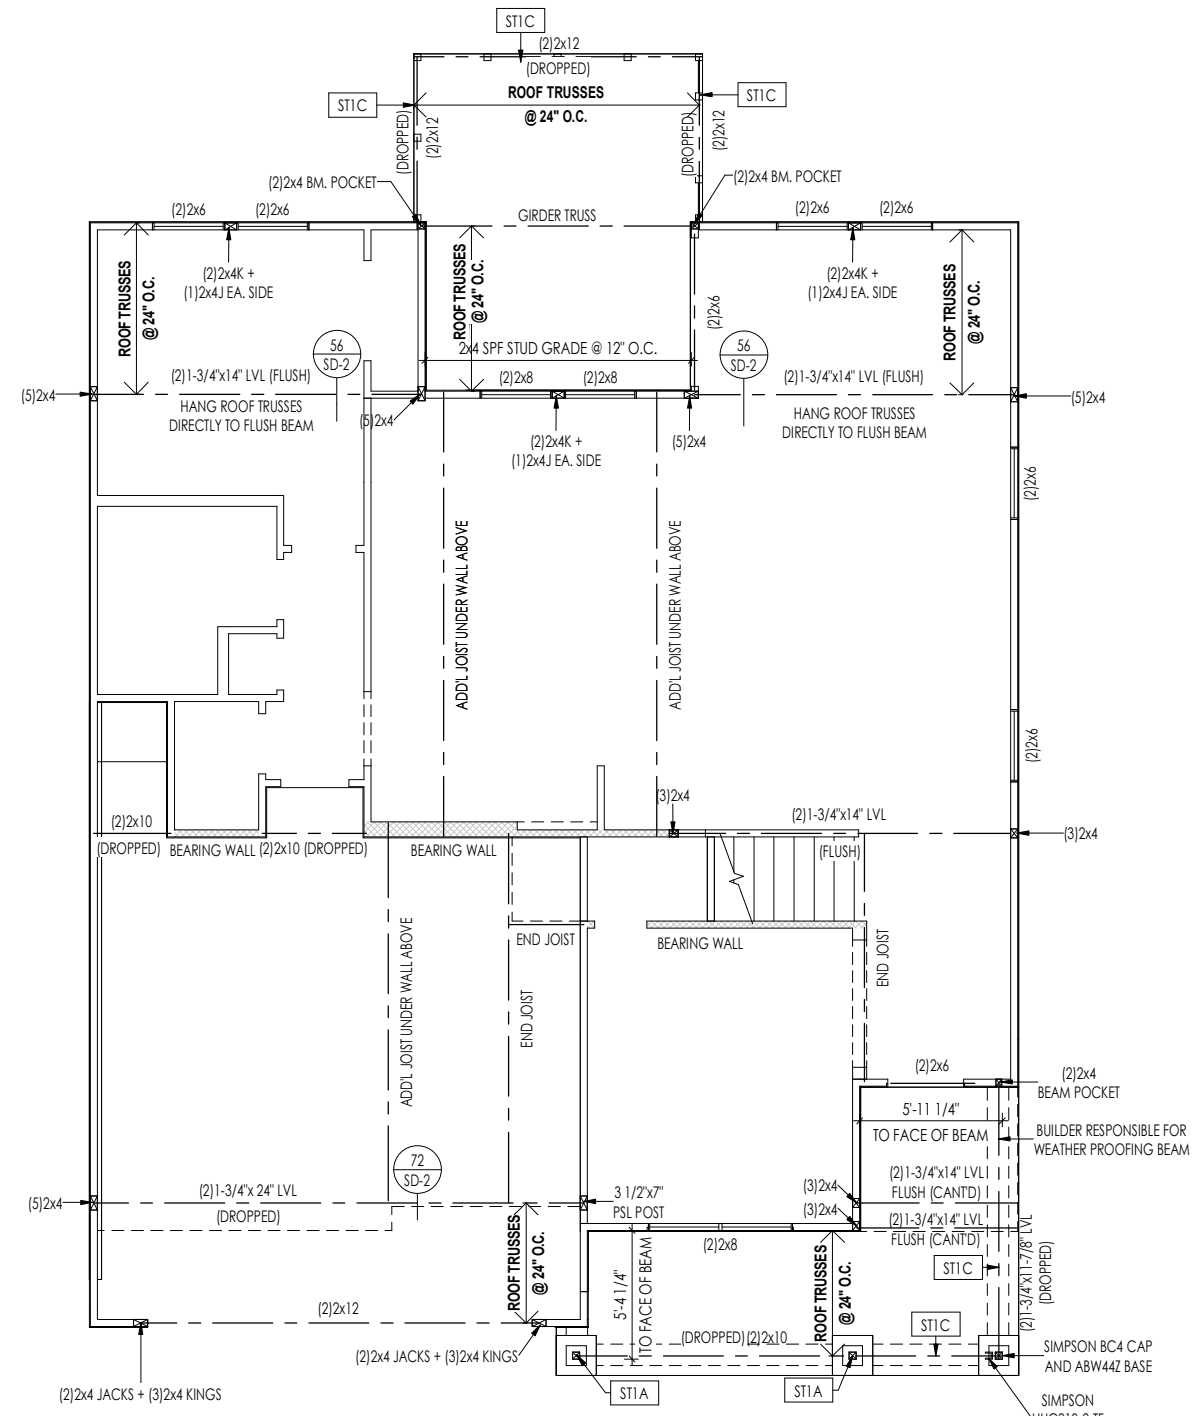 ST1C
(2)2x12
(DROPPED)
ROOF TRUSSES
@ 24" O.C.
ST1C
ST1C
(DROPPED)
(2)2x12
(DROPPED)
(2)2x12
(2)2x4 BM. POCKET
(2)2x4 BM. POCKET
(2)2x6
(2)2x6
GIRDER TRUSS
(2)2x6
(2)2x6
ROOF TRUSSES
@ 24" O.C.
(2)2x4K +
(1)2x4J EA. SIDE
ROOF TRUSSES
@ 24" O.C.
(2)2x6
(2)2x4K +
(1)2x4J EA. SIDE
ROOF TRUSSES
@ 24" O.C.
56
SD-2
2x4 SPF STUD GRADE @ 12" O.C.
56
SD-2
(2)1-3/4"x14" LVL (FLUSH)
(2)2x8
(2)2x8
(2)1-3/4"x14" LVL (FLUSH)
(5)2x4
(5)2x4
HANG ROOF TRUSSES
DIRECTLY TO FLUSH BEAM
(5)2x4
(2)2x4K +
(1)2x4J EA. SIDE
(5)2x4
HANG ROOF TRUSSES
DIRECTLY TO FLUSH BEAM
(2)2x6
ADD'L JOIST UNDER WALL ABOVE
ADD'L JOIST UNDER WALL ABOVE
(2)2x6
(3)2x4
(2)2x10
(2)1-3/4"x14" LVL
(3)2x4
(DROPPED)
BEARING WALL
(2)2x10 (DROPPED)
BEARING WALL
(FLUSH)
END JOIST
BEARING WALL
END JOIST
ADD'L JOIST UNDER WALL ABOVE
END JOIST
(2)2x6
(2)2x4
BEAM POCKET
5'-11 1/4"
TO FACE OF BEAM
BUILDER RESPONSIBLE FOR
WEATHER PROOFING BEAM
72
SD-2
(2)1-3/4"x14" LVL
FLUSH (CANT'D)
(3)2x4
(5)2x4
(2)1-3/4"x 24" LVL
(DROPPED)
3 1/2"x7"
PSL POST
(3)2x4
(2)1-3/4"x14" LVL
FLUSH (CANT'D)
ROOF TRUSSES
@ 24" O.C.
5'-4 1/4"
TO FACE OF BEAM
(2)2x8
ROOF TRUSSES
@ 24" O.C.
ST1C
(2)1-3/4"x11-7/8" LVL
(DROPPED)
(2)2x12
(DROPPED)
(2)2x10
ST1C
(2)2x4 JACKS + (3)2x4 KINGS
SIMPSON BC4 CAP
AND ABW44Z BASE
(2)2x4 JACKS + (3)2x4 KINGS
ST1A
ST1A
SIMPSON